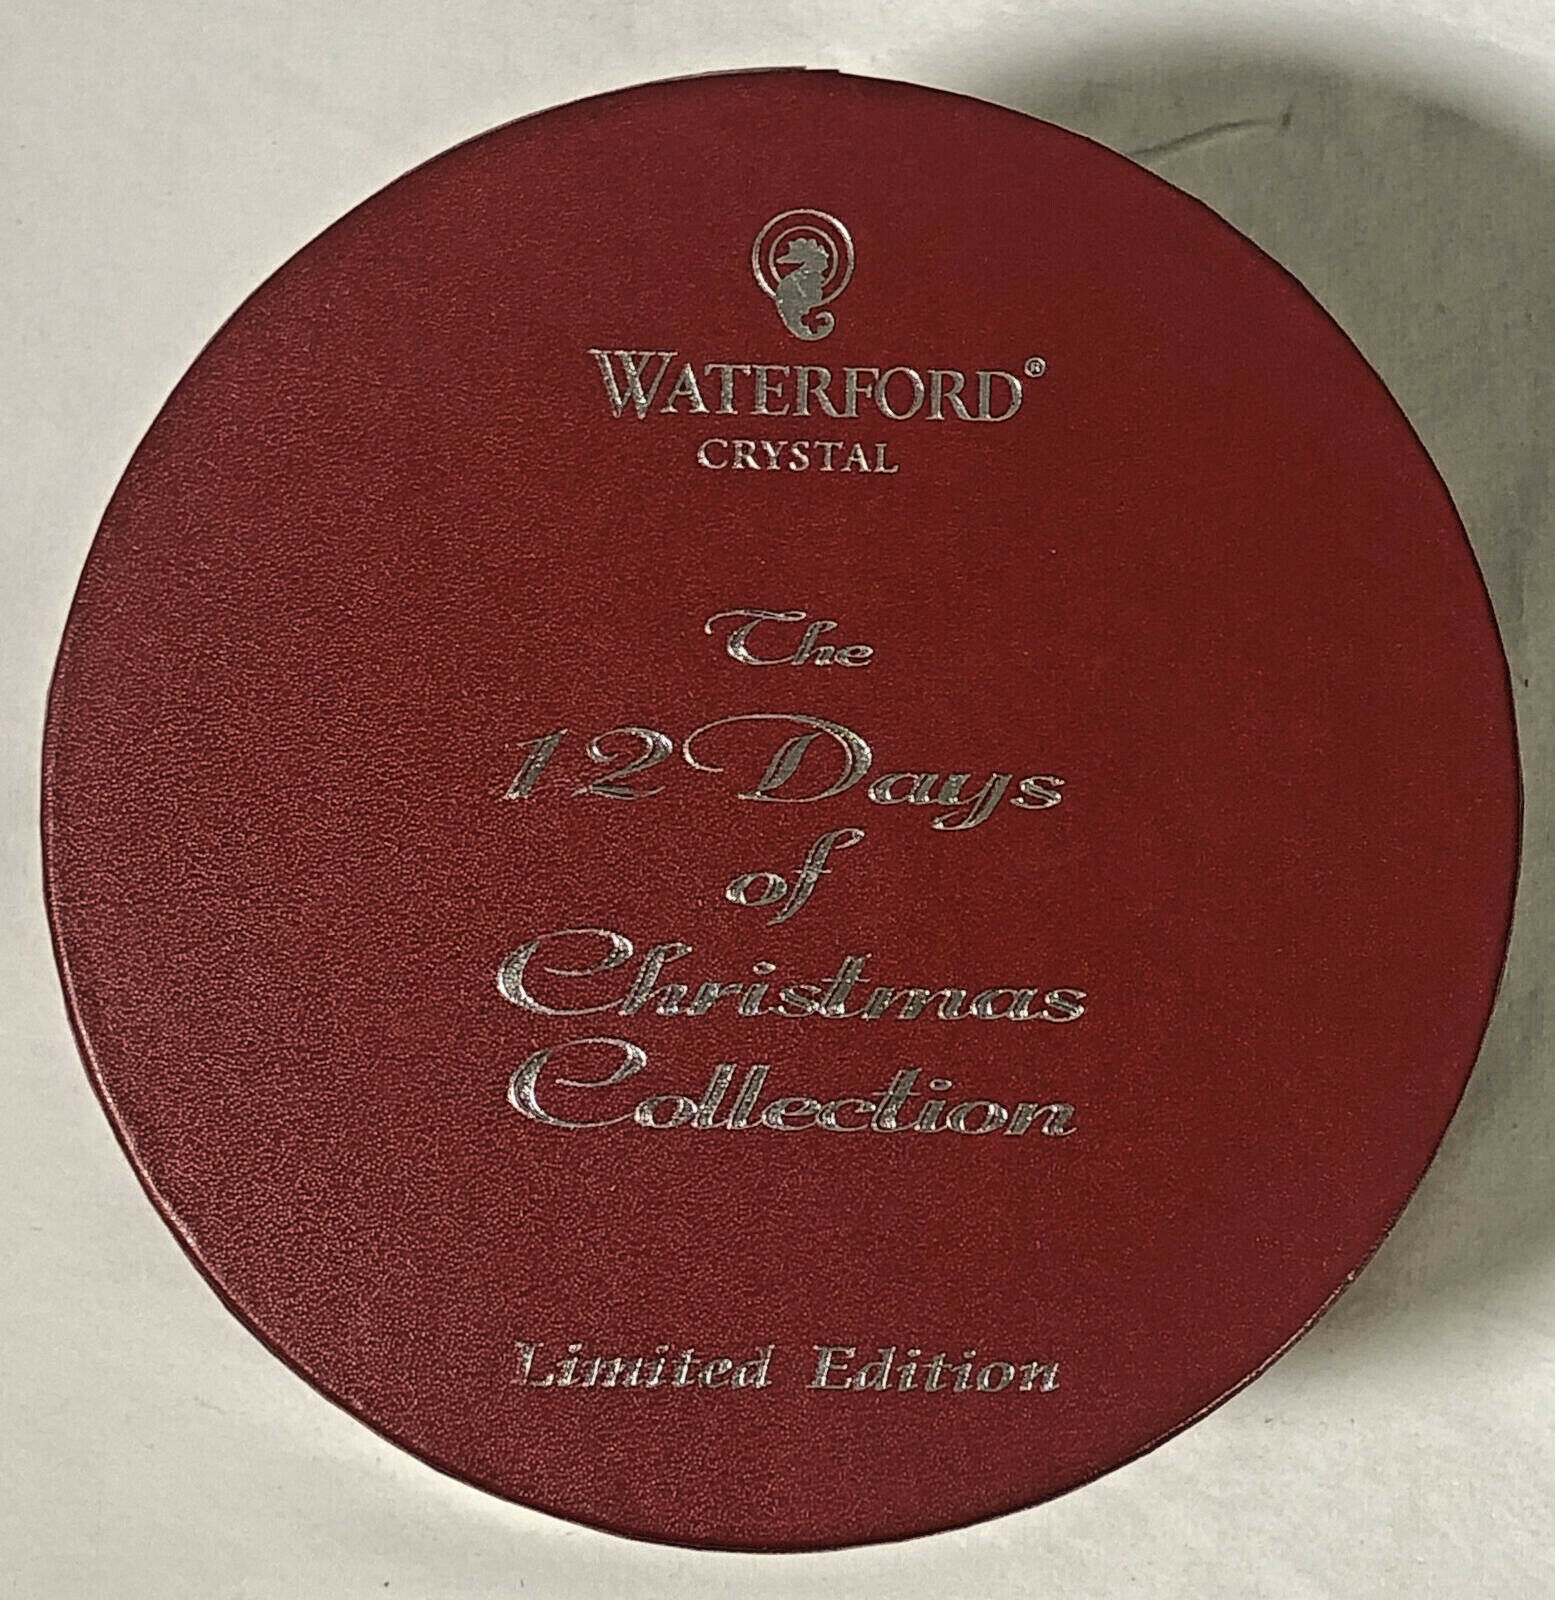 WATERFORD®
CRYSTAL
The
12 Days
of
Christmas
Collection
Limited Edition